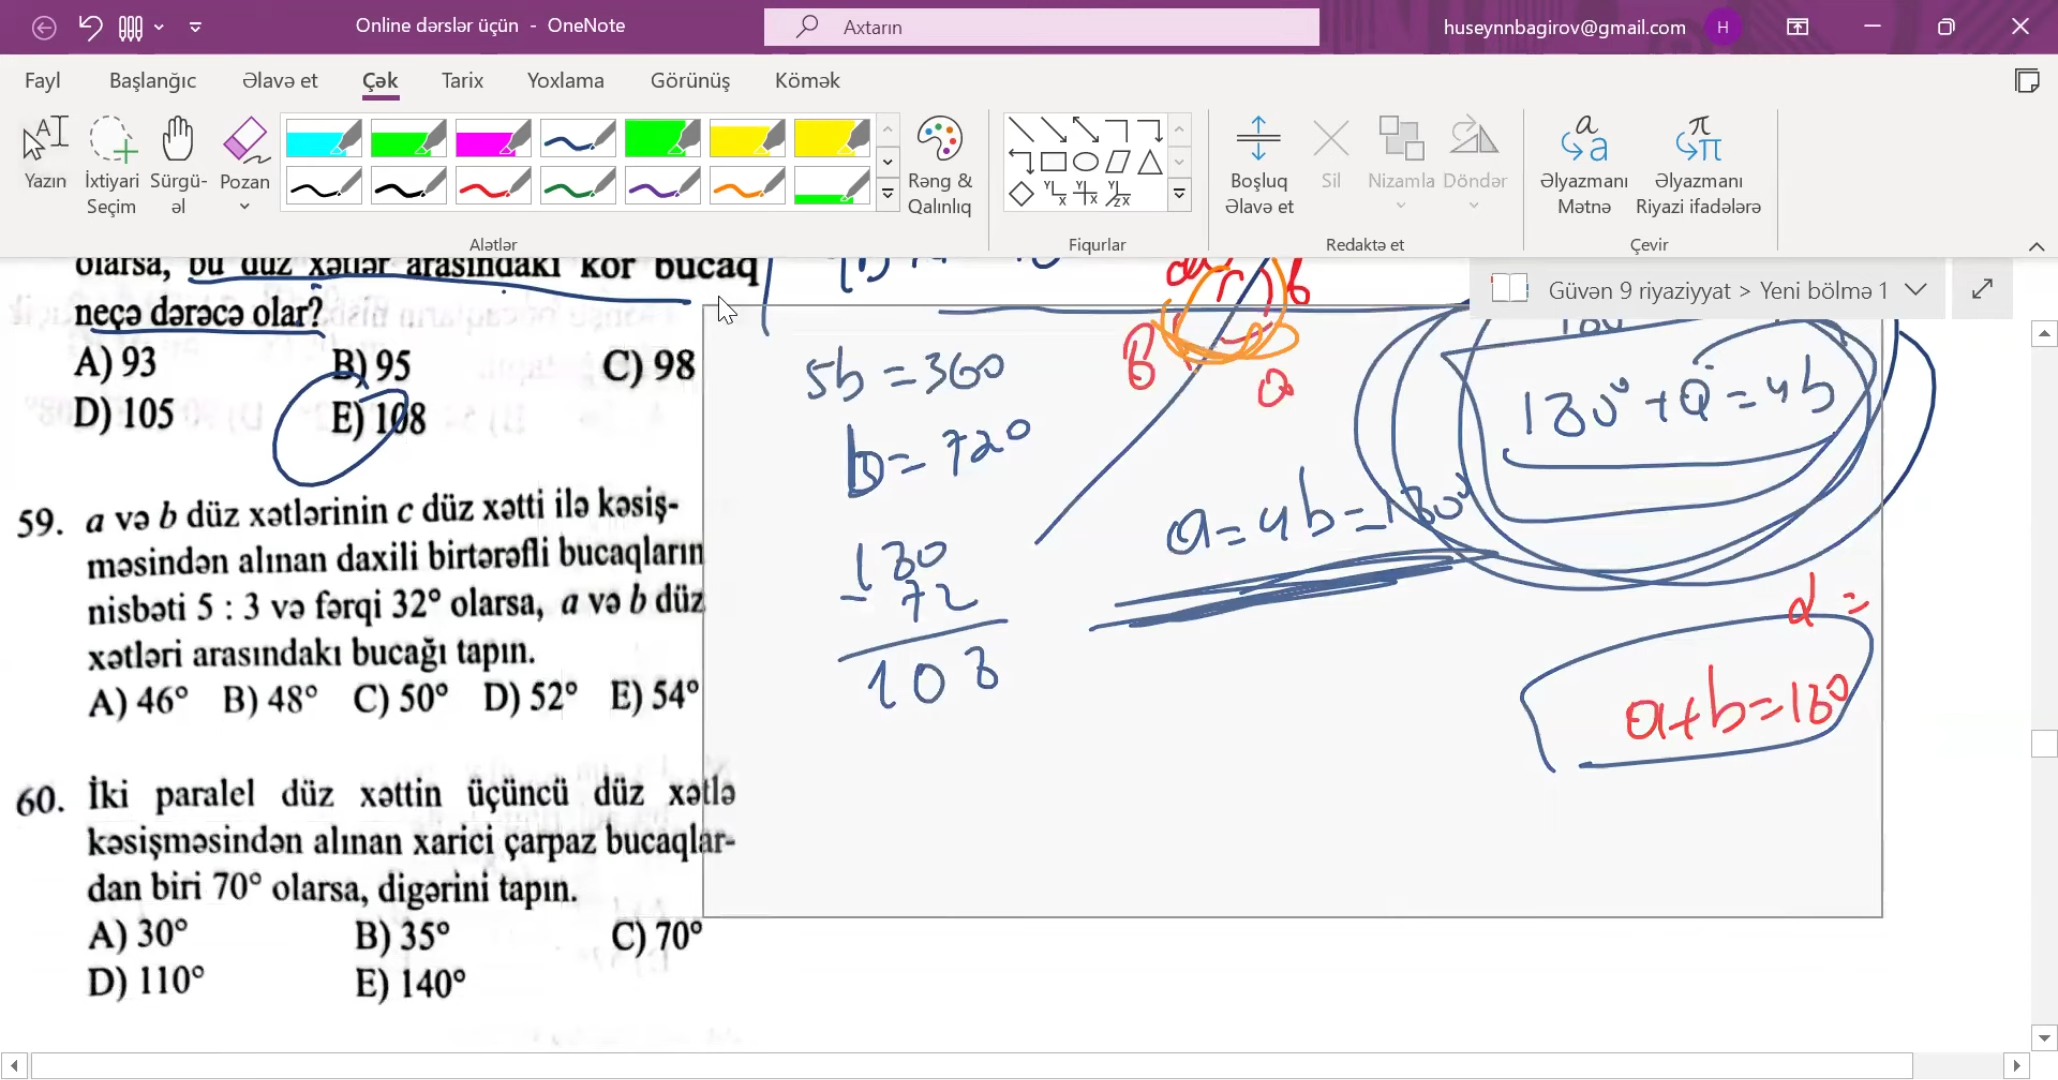 Online dərslər üçün - OneNote
Axtarın
huseynnbagirov@gmail.com
H
Fayl Başlanğıc Əlavə et Çək Tarix Yoxlama Görünüş Kömək
Yazın
İxtiyari Seçim
Sürgü-əl
Pozan
Rəng & Qalınlıq
Boşluq Əlavə et
Sil
Nizamla
Döndər
Əlyazmanı Mətnə
Əlyazmanı Riyazi ifadələrə
Alətlər
Fiqurlar
Redaktə et
Çevir
Güvən 9 riyaziyyat > Yeni bölmə 1
olarsa, bu düz xətlər arasındakı kor bucaq
neçə dərəcə olar?
A) 93 B) 95 C) 98
D) 105 E) 108
59. a və b düz xətlərinin c düz xətti ilə kəsiş-
məsindən alınan daxili birtərəfli bucaqların
nisbəti 5 : 3 və fərqi 32° olarsa, a və b düz
xətləri arasındakı bucağı tapın.
A) 46° B) 48° C) 50° D) 52° E) 54°
60. İki paralel düz xəttin üçüncü düz xətlə
kəsişməsindən alınan xarici çarpaz bucaqlar-
dan biri 70° olarsa, digərini tapın.
A) 30° B) 35° C) 70°
D) 110° E) 140°
5b = 360
b = 72°
180
- 72
108
b
b
a
a = 4b = 180°
180° + a = 4b
α =
a + b = 180